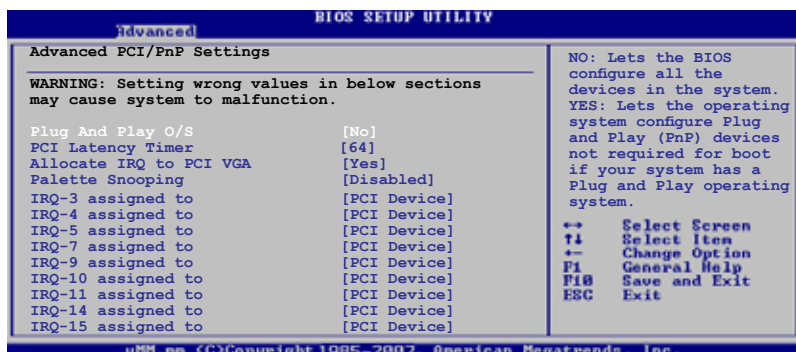 BIOS SETUP UTILITY
Advanced
Advanced PCI/PnP Settings
WARNING: Setting wrong values in below sections
may cause system to malfunction.
Plug And Play O/S [No]
PCI Latency Timer [64]
Allocate IRQ to PCI VGA [Yes]
Palette Snooping [Disabled]
IRQ-3 assigned to [PCI Device]
IRQ-4 assigned to [PCI Device]
IRQ-5 assigned to [PCI Device]
IRQ-7 assigned to [PCI Device]
IRQ-9 assigned to [PCI Device]
IRQ-10 assigned to [PCI Device]
IRQ-11 assigned to [PCI Device]
IRQ-14 assigned to [PCI Device]
IRQ-15 assigned to [PCI Device]
NO: Lets the BIOS
configure all the
devices in the system.
YES: Lets the operating
system configure Plug
and Play (PnP) devices
not required for boot
if your system has a
Plug and Play operating
system.
↔ Select Screen
↑↓ Select Item
+- Change Option
F1 General Help
F10 Save and Exit
ESC Exit
(C)Copyright 1985-2007, American Megatrends, Inc.